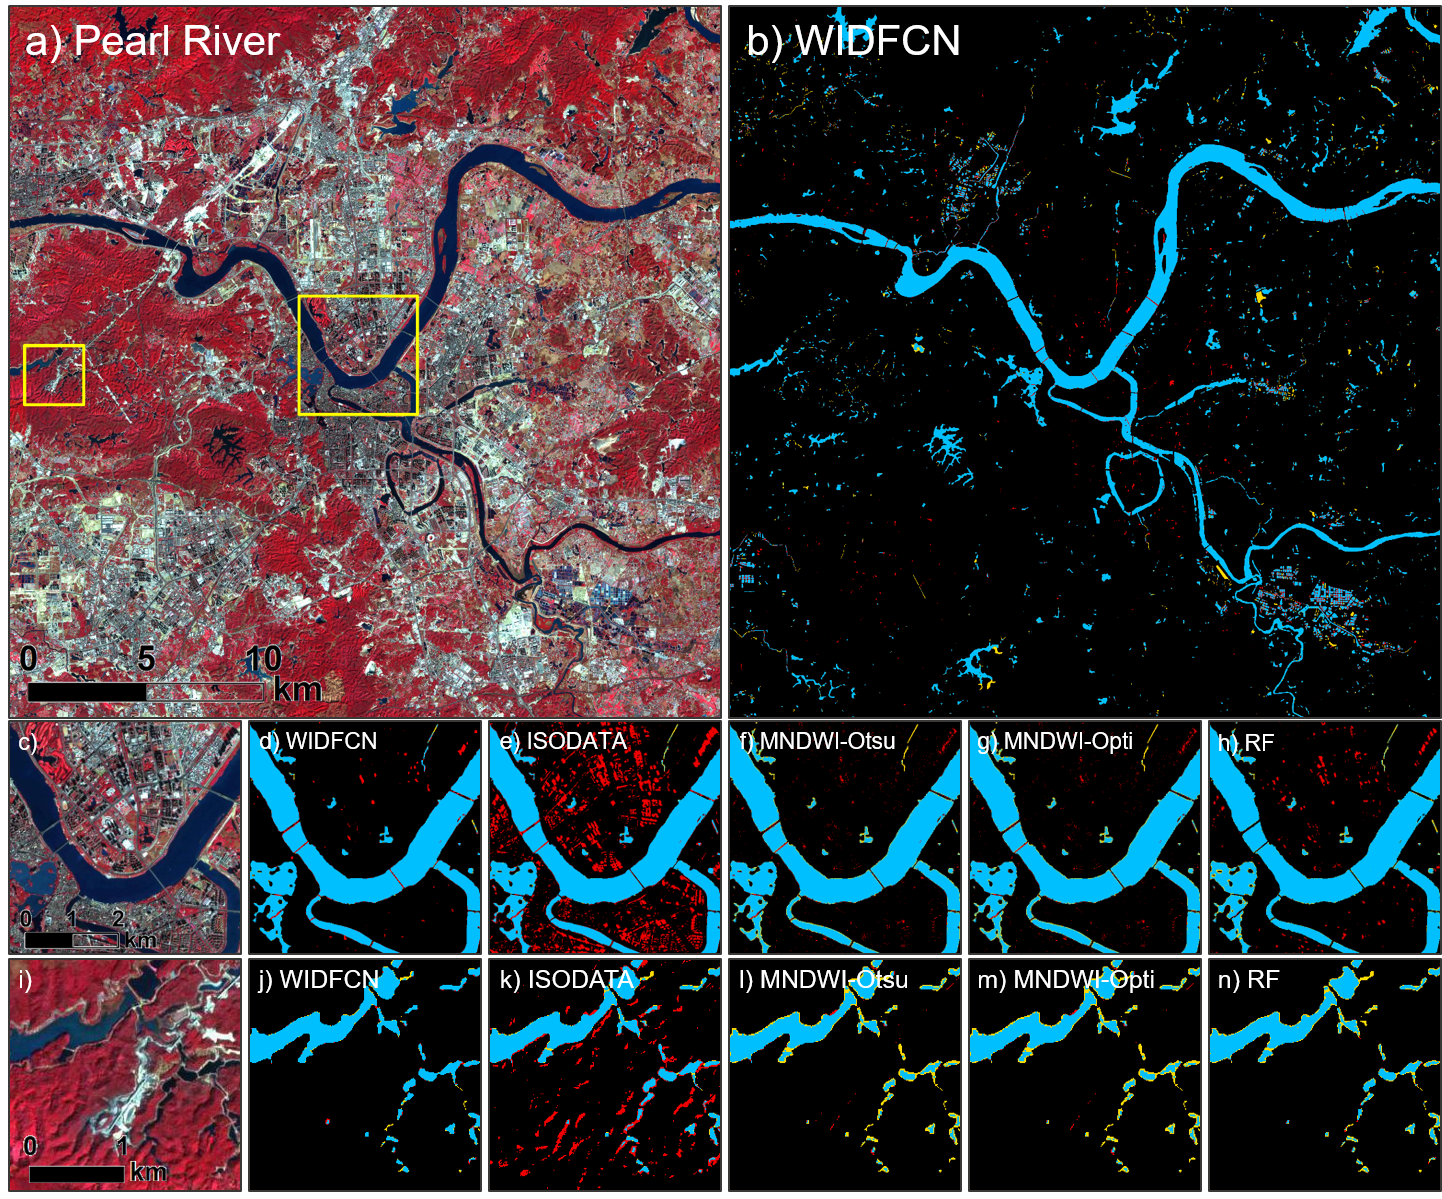 a) Pearl River
b) WIDFCN
0 5 10
km
c)
d) WIDFCN
e) ISODATA
f) MNDWI-Otsu
g) MNDWI-Opti
h) RF
0 1 2
km
i)
j) WIDFCN
k) ISODATA
l) MNDWI-Otsu
m) MNDWI-Opti
n) RF
0 1
km